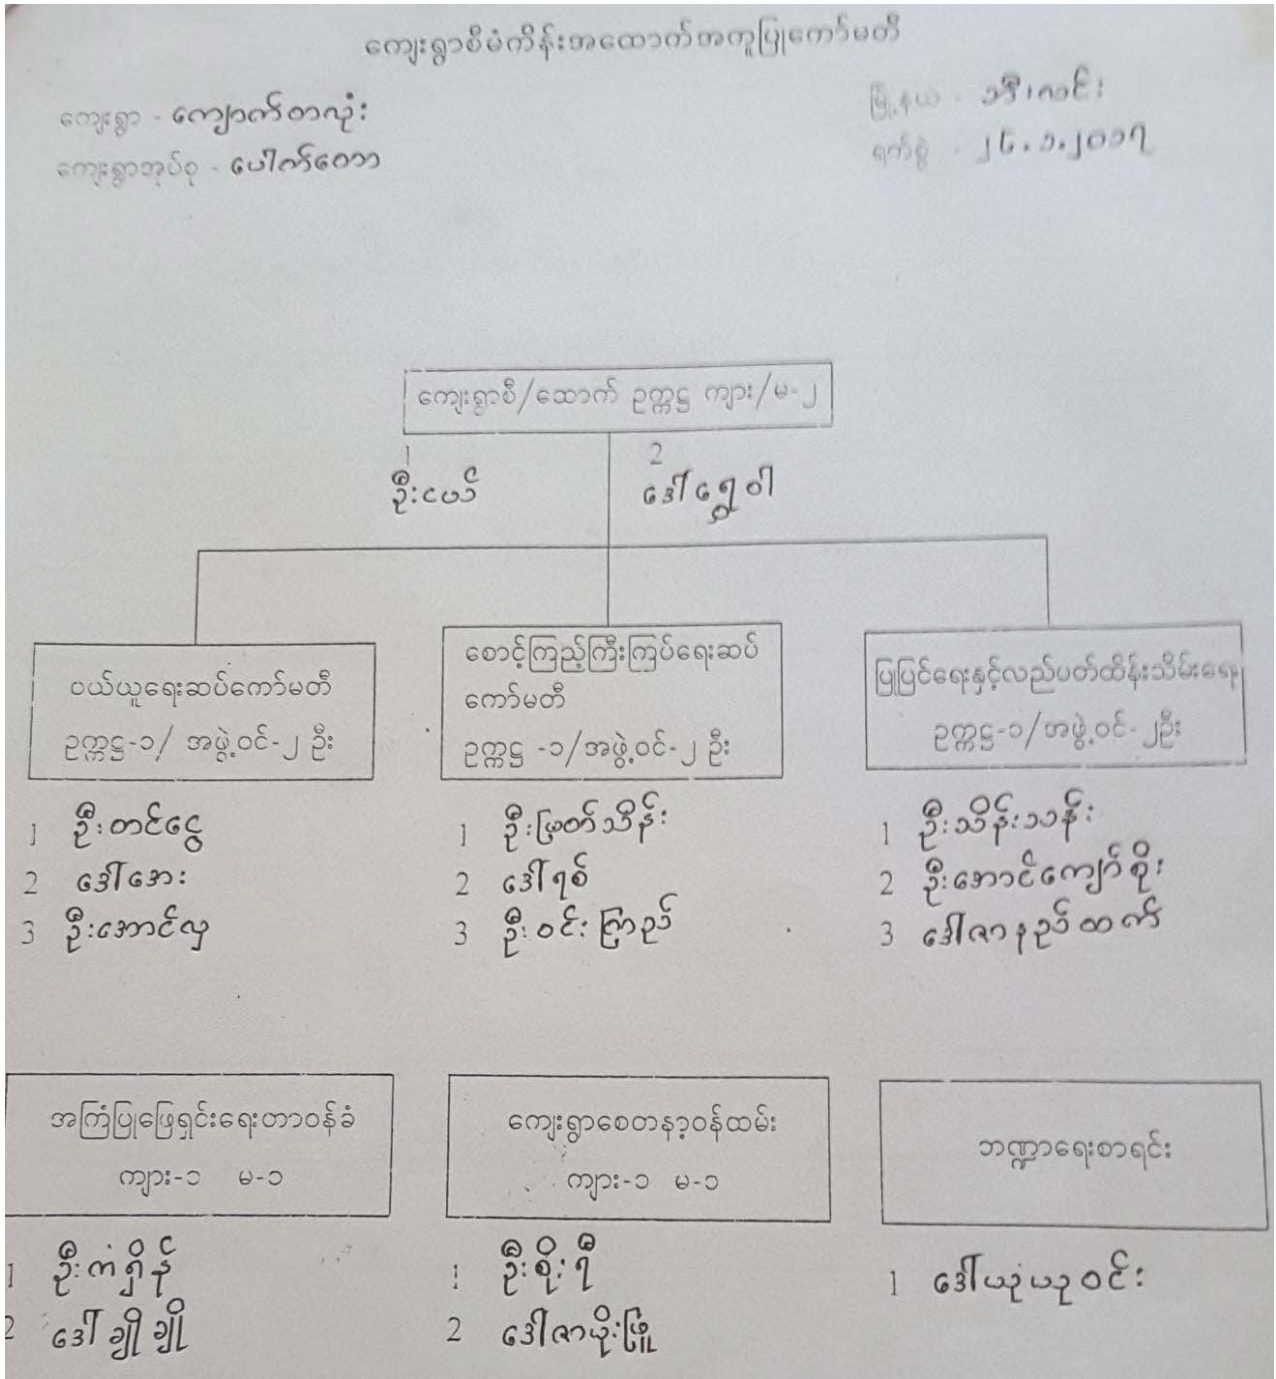 ကျေးရွာစီမံကိန်းအထောက်အကူပြုကော်မတီ
ကျေးရွာ - ကျောက်တလုံး
မြို့နယ် -
ကျေးရွာအုပ်စု - ပေါက်တော
ရက်စွဲ - ၂၆.၁.၂၀၁၇
ကျေးရွာစီ/ထောက် ဥက္ကဋ္ဌ ကျား/မ-၂
1 2
ဦးငယ် ဒေါ်ရွှေဝါ
ဝယ်ယူရေးဆပ်ကော်မတီ
ဥက္ကဋ္ဌ-၁/ အဖွဲ့ဝင်-၂ ဦး
1 ဦးတင်ငွေ
2 ဒေါ်အေး
3 ဦးအောင်လှ
စောင့်ကြည့်ကြီးကြပ်ရေးဆပ်
ကော်မတီ
ဥက္ကဋ္ဌ -၁/အဖွဲ့ဝင်-၂ ဦး
1 ဦးမြတ်သိန်း
2 ဒေါ်ရစ်
3 ဦးဝင်းကြည်
ပြုပြင်ရေးနှင့်လည်ပတ်ထိန်းသိမ်းရေး
ဥက္ကဋ္ဌ-၁/အဖွဲ့ဝင်-၂ဦး
1 ဦးသိန်းသန်း
2 ဦးအောင်ကျော်စိုး
3 ဒေါ်ဇာနည်ထက်
အကြံပြုဖြေရှင်းရေးတာဝန်ခံ
ကျား-၁ မ-၁
1 ဦးကံရှိန်
2 ဒေါ်ချိုချို
ကျေးရွာစေတနာ့ဝန်ထမ်း
ကျား-၁ မ-၁
1 ဦးစိုးရီ
2 ဒေါ်ဇာမိုးဖြူ
ဘဏ္ဍာရေးစာရင်း
1 ဒေါ်ယုယုဝင်း